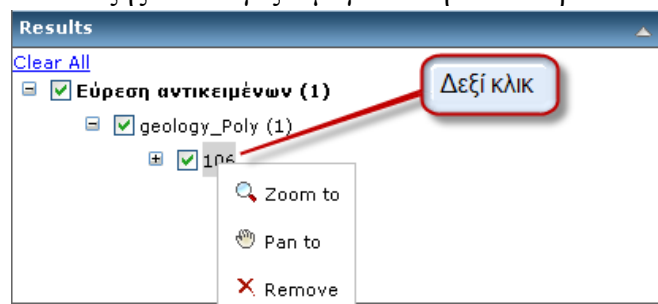 Results
Clear All
Εύρεση αντικειμένων (1)
Δεξί κλικ
geology_Poly (1)
106
Zoom to
Pan to
Remove